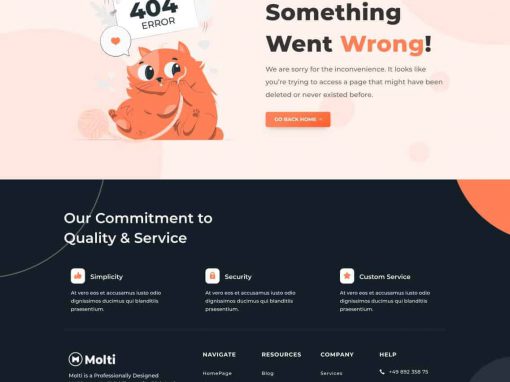 404
ERROR
Something
Went Wrong!
We are sorry for the inconvenience. It looks like
you're trying to access a page that might have been
deleted or never existed before.
GO BACK HOME
Our Commitment to
Quality & Service
Simplicity
At vero eos et accusamus iusto odio
dignissimos ducimus qui blanditiis
praesentium.
Security
At vero eos et accusamus iusto odio
dignissimos ducimus qui blanditiis
praesentium.
Custom Service
At vero eos et accusamus iusto odio
dignissimos ducimus qui blanditiis
praesentium.
Molti
Molti is a Professionally Designed
NAVIGATE
HomePage
RESOURCES
Blog
COMPANY
Services
HELP
+49 892 358 75